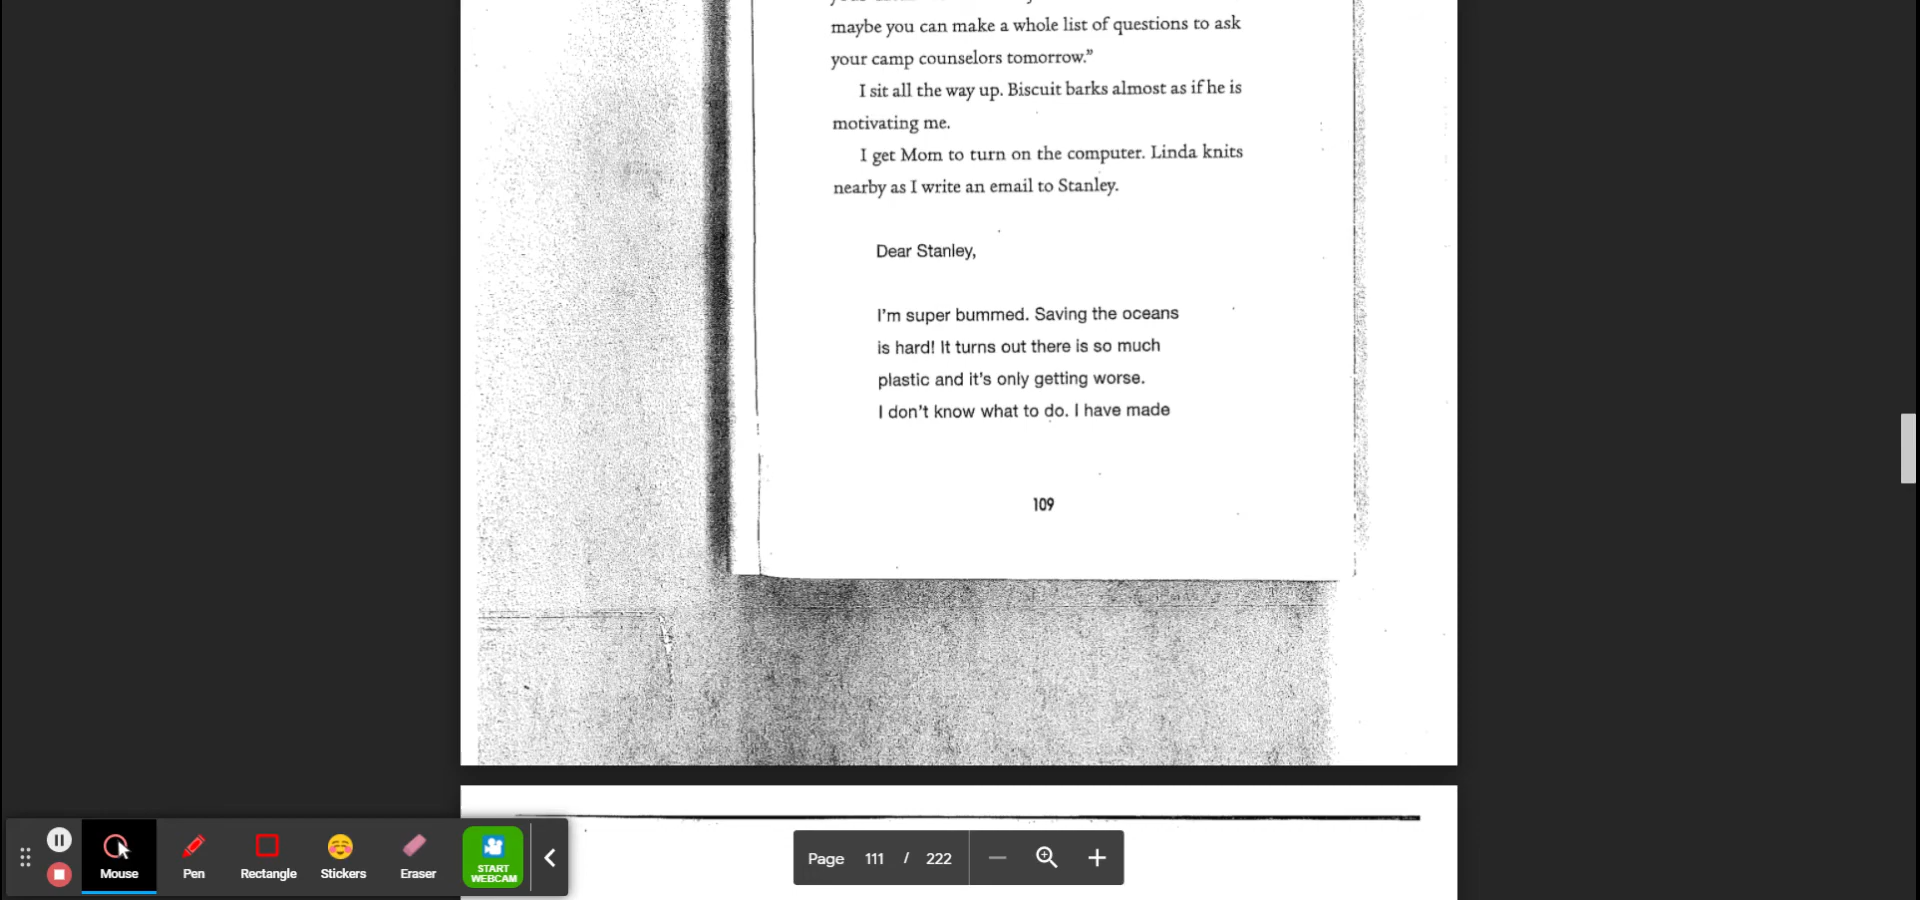 maybe you can make a whole list of questions to ask
your camp counselors tomorrow.”
I sit all the way up. Biscuit barks almost as if he is
motivating me.
I get Mom to turn on the computer. Linda knits
nearby as I write an email to Stanley.
Dear Stanley,
I’m super bummed. Saving the oceans
is hard! It turns out there is so much
plastic and it’s only getting worse.
I don’t know what to do. I have made
109
Mouse
Pen
Rectangle
Stickers
Eraser
START
WEBCAM
Page 111 / 222